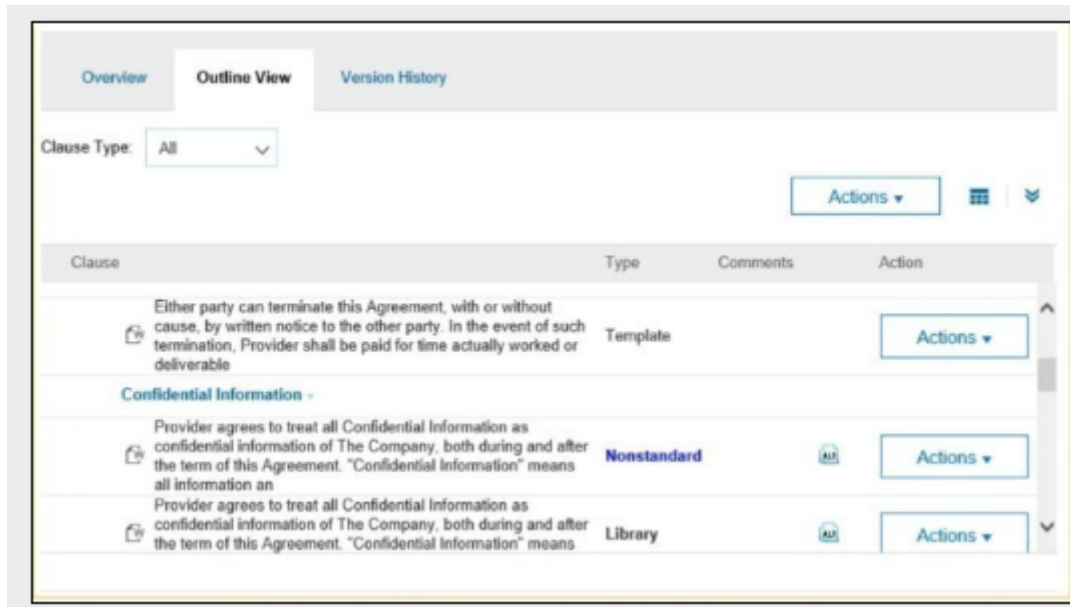 Overview Outline View Version History
Clause Type: All
Actions
Clause Type Comments Action
Either party can terminate this Agreement, with or without
cause, by written notice to the other party. In the event of such
termination, Provider shall be paid for time actually worked or
deliverable
Template
Actions
Confidential Information
Provider agrees to treat all Confidential Information as
confidential information of The Company, both during and after
the term of this Agreement. "Confidential Information" means
all information an
Nonstandard
ALT
Actions
Provider agrees to treat all Confidential Information as
confidential information of The Company, both during and after
the term of this Agreement. "Confidential Information" means
Library
ALT
Actions